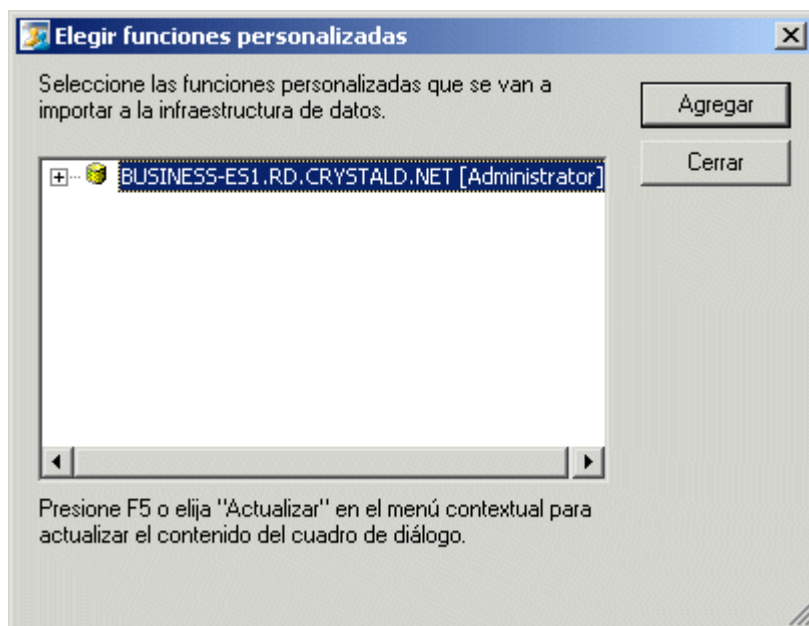 Elegir funciones personalizadas
Seleccione las funciones personalizadas que se van a
importar a la infraestructura de datos.
Agregar
Cerrar
BUSINESS-ES1.RD.CRYSTALD.NET [Administrator]
Presione F5 o elija "Actualizar" en el menú contextual para
actualizar el contenido del cuadro de diálogo.